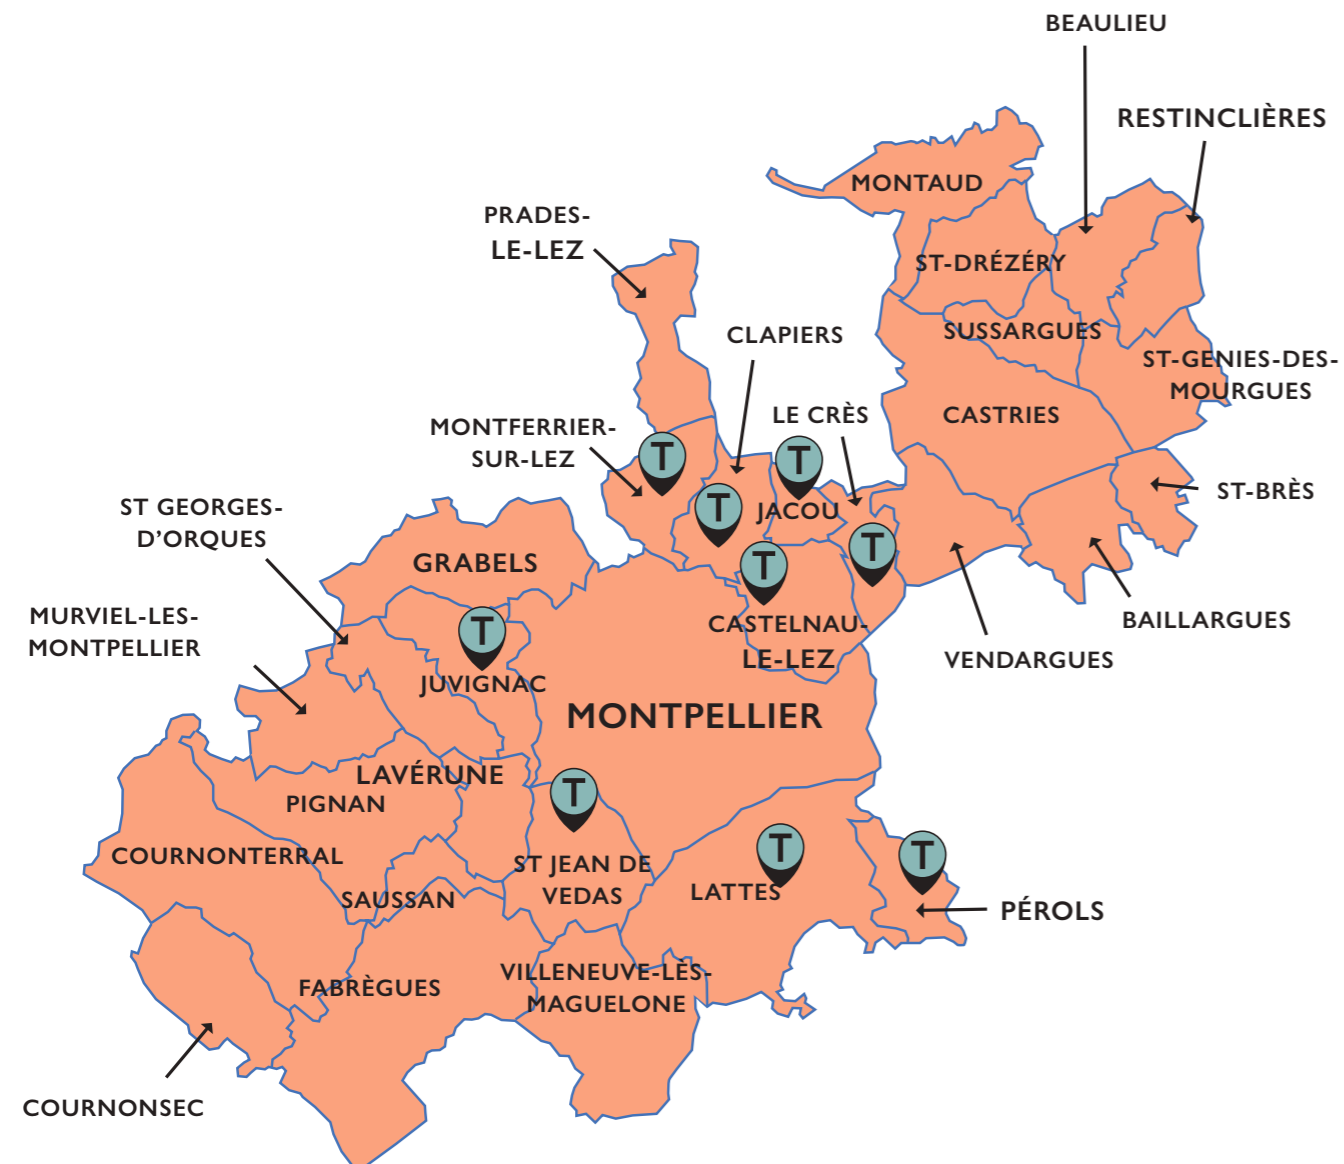 BEAULIEU
RESTINCLIÈRES
MONTAUD
PRADES-
LE-LEZ
ST-DRÉZÉRY
CLAPIERS
SUSSARGUES
ST-GENIES-DES-
MOURGUES
LE CRÈS
CASTRIES
MONTFERRIER-
SUR-LEZ
T
T
T
JACOU
ST-BRÈS
ST GEORGES-
D’ORQUES
T
T
GRABELS
MURVIEL-LES-
MONTPELLIER
T
CASTELNAU-
LE-LEZ
BAILLARGUES
VENDARGUES
JUVIGNAC
MONTPELLIER
LAVÉRUNE
PIGNAN
T
T
T
COURNONTERRAL
ST JEAN DE
VEDAS
LATTES
SAUSSAN
PÉROLS
FABRÈGUES
VILLENEUVE-LÈS-
MAGUELONE
COURNONSEC